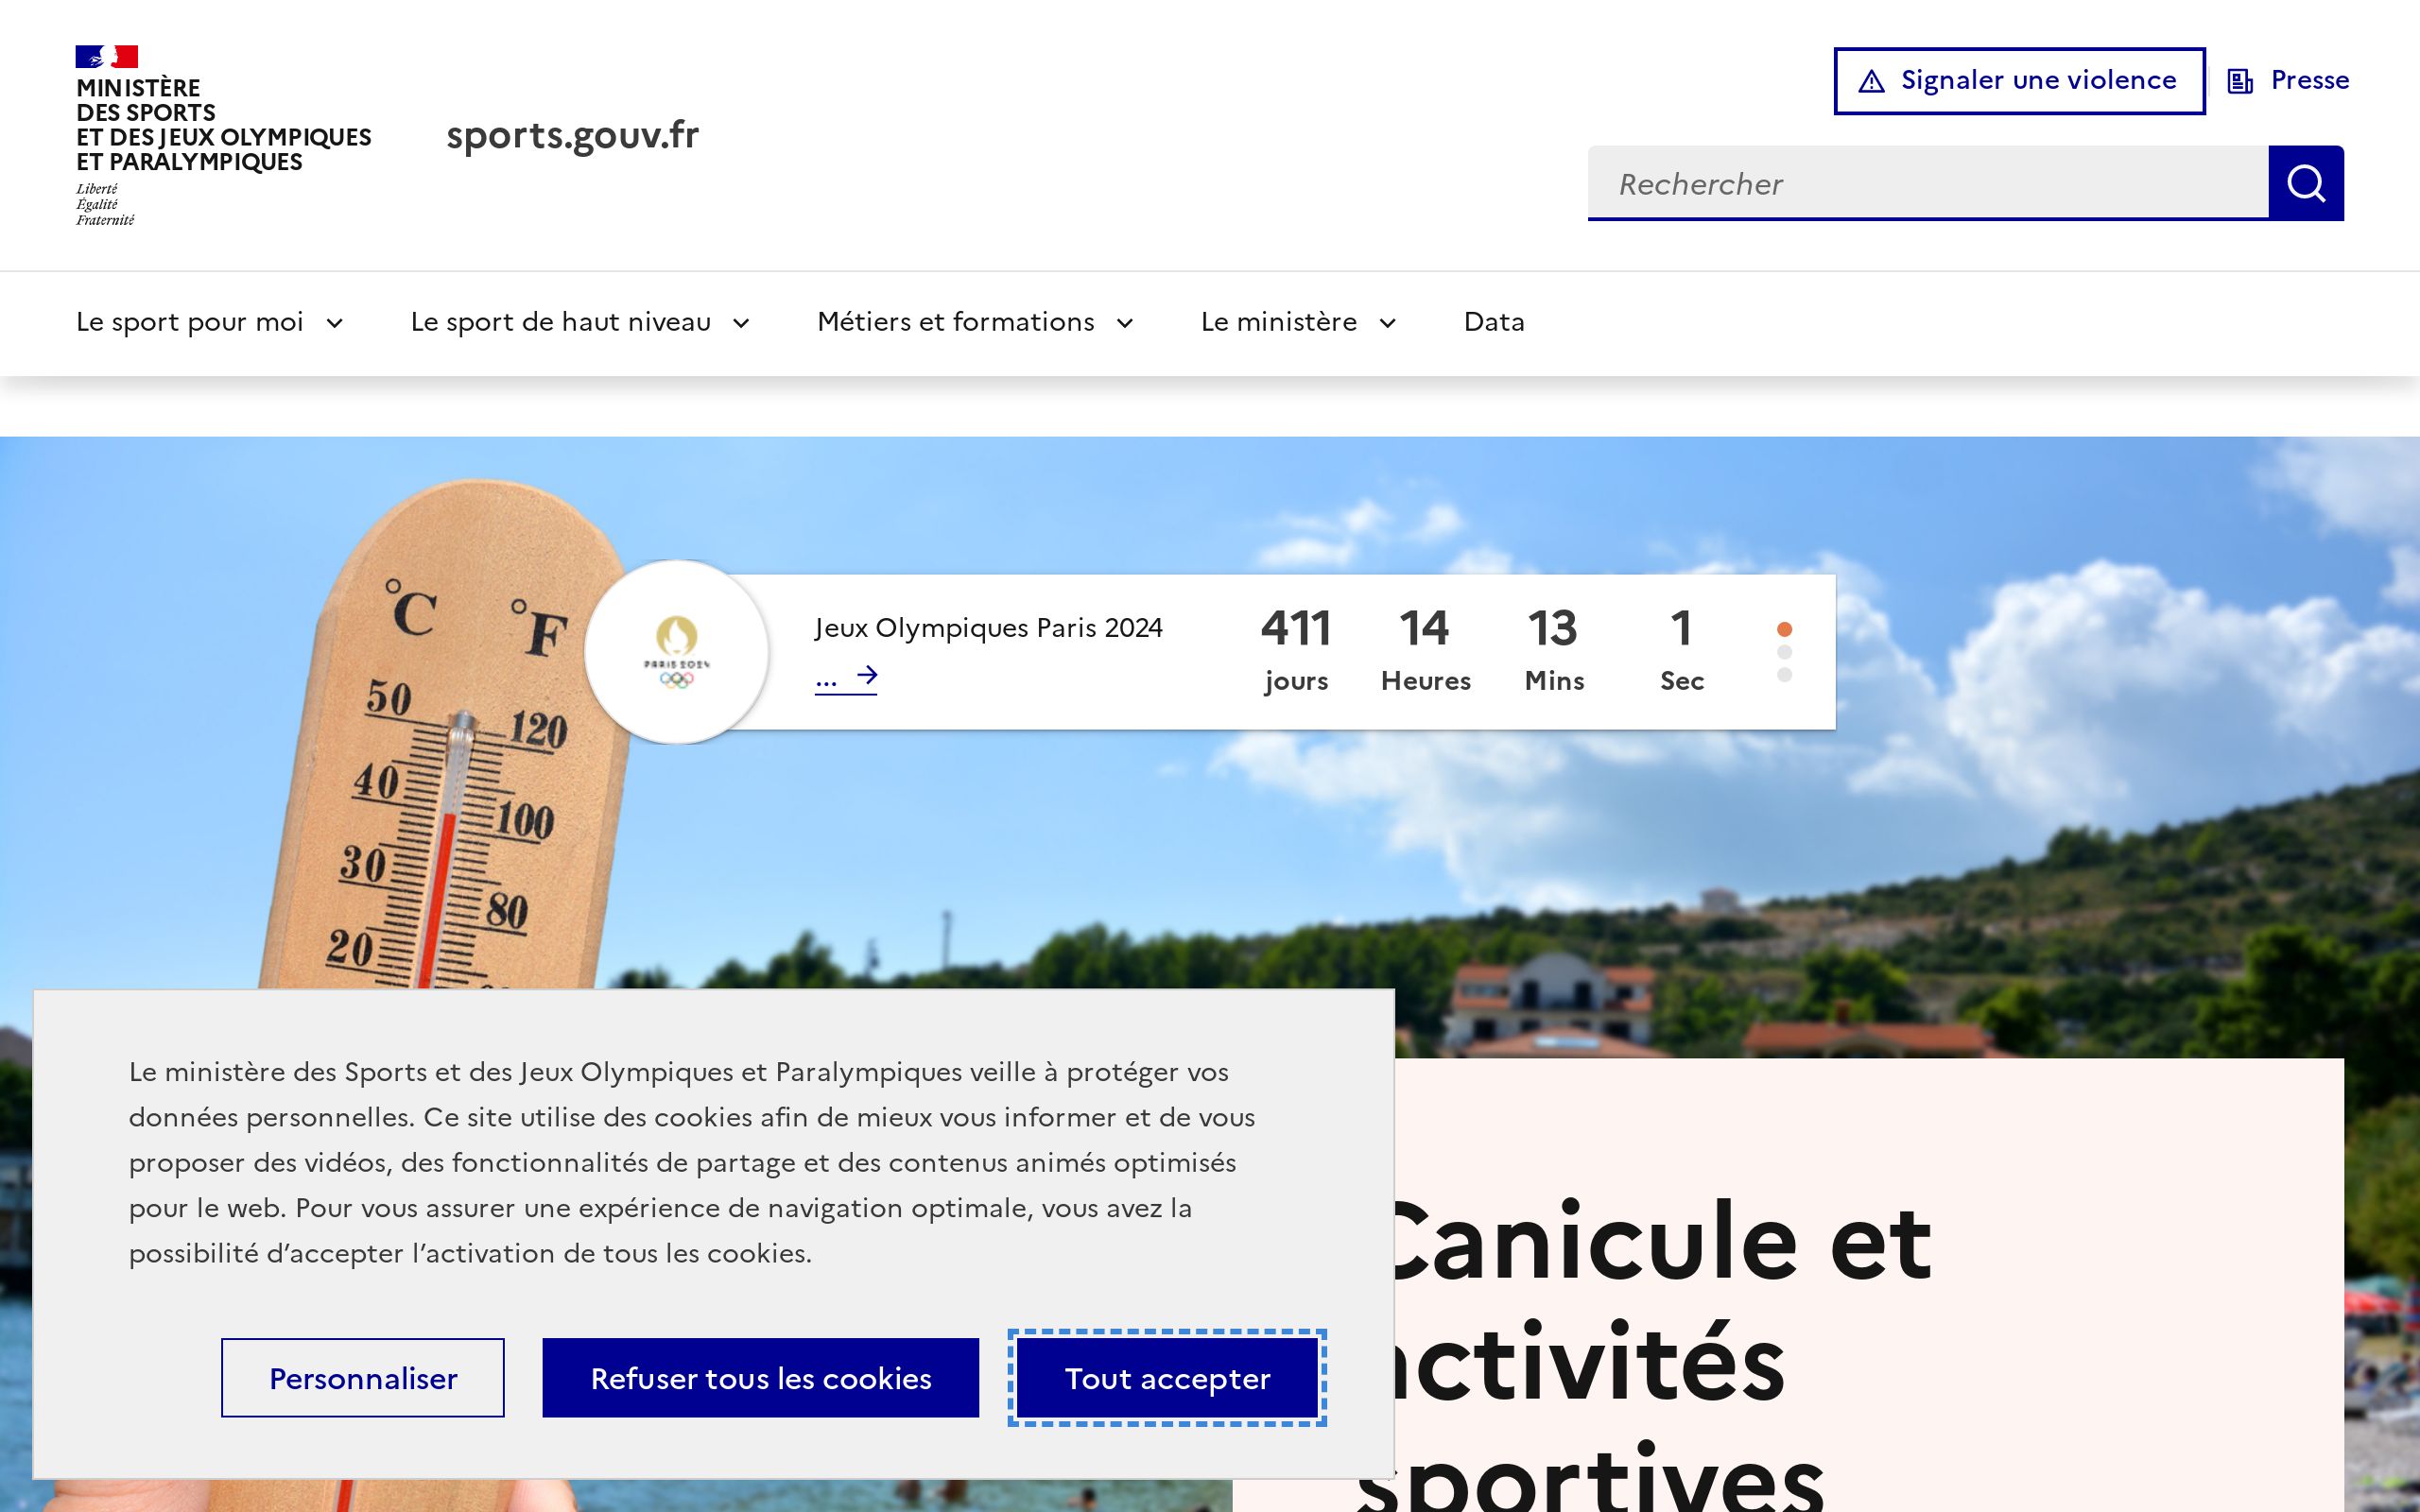 MINISTÈRE
DES SPORTS
ET DES JEUX OLYMPIQUES
ET PARALYMPIQUES
Liberté
Égalité
Fraternité
sports.gouv.fr
Signaler une violence
Presse
Rechercher
Le sport pour moi
Le sport de haut niveau
Métiers et formations
Le ministère
Data
°C °F
50 120
40 100
30 80
20
PARIS 2024
Jeux Olympiques Paris 2024
...
411 14 13 1
jours Heures Mins Sec
Le ministère des Sports et des Jeux Olympiques et Paralympiques veille à protéger vos
données personnelles. Ce site utilise des cookies afin de mieux vous informer et de vous
proposer des vidéos, des fonctionnalités de partage et des contenus animés optimisés
pour le web. Pour vous assurer une expérience de navigation optimale, vous avez la
possibilité d’accepter l’activation de tous les cookies.
Personnaliser
Refuser tous les cookies
Tout accepter
Canicule et
activités
sportives